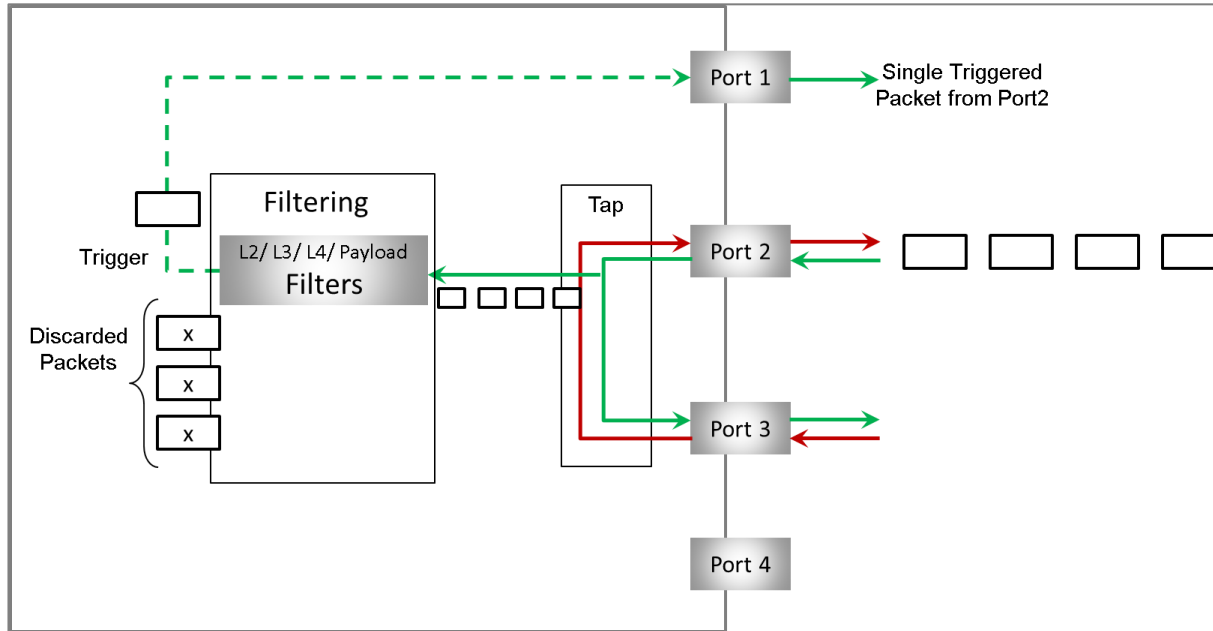 Port 1
Single Triggered
Packet from Port2
Filtering
Tap
L2/ L3/ L4/ Payload
Filters
Trigger
Port 2
Discarded
Packets
x
x
x
Port 3
Port 4